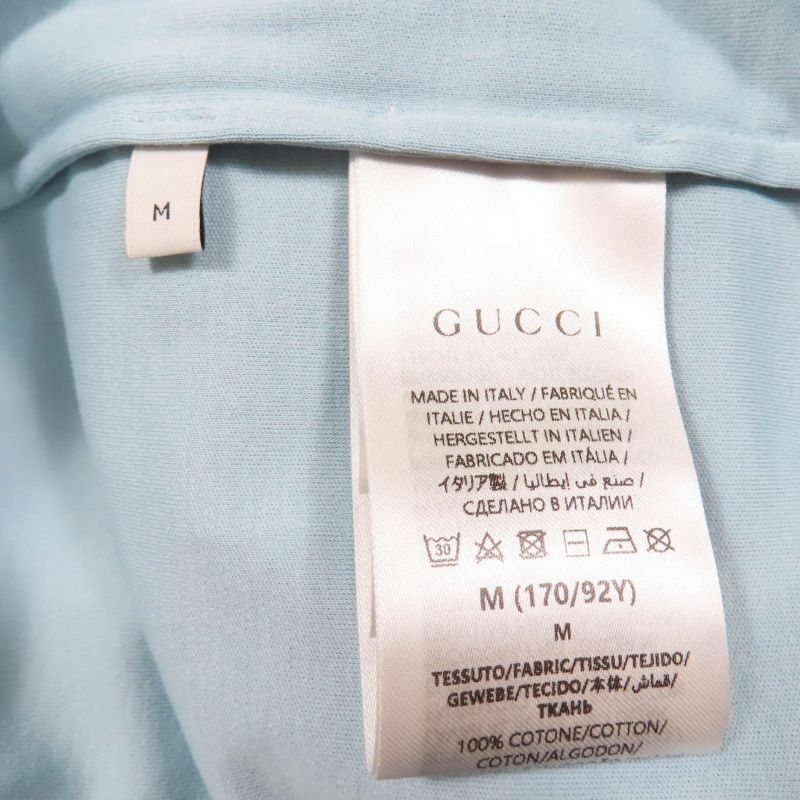 M
GUCCI
MADE IN ITALY / FABRIQUÉ EN
ITALIE / HECHO EN ITALIA /
HERGESTELLT IN ITALIEN /
FABRICADO EM ITÁLIA /
イタリア製 / صنع في إيطاليا /
СДЕЛАНО В ИТАЛИИ
30
M (170/92Y)
M
TESSUTO/FABRIC/TISSU/TEJIDO/
GEWEBE/TECIDO/本体/قماش/
ТКАНЬ
100% COTONE/COTTON/
COTON/ALGODON/